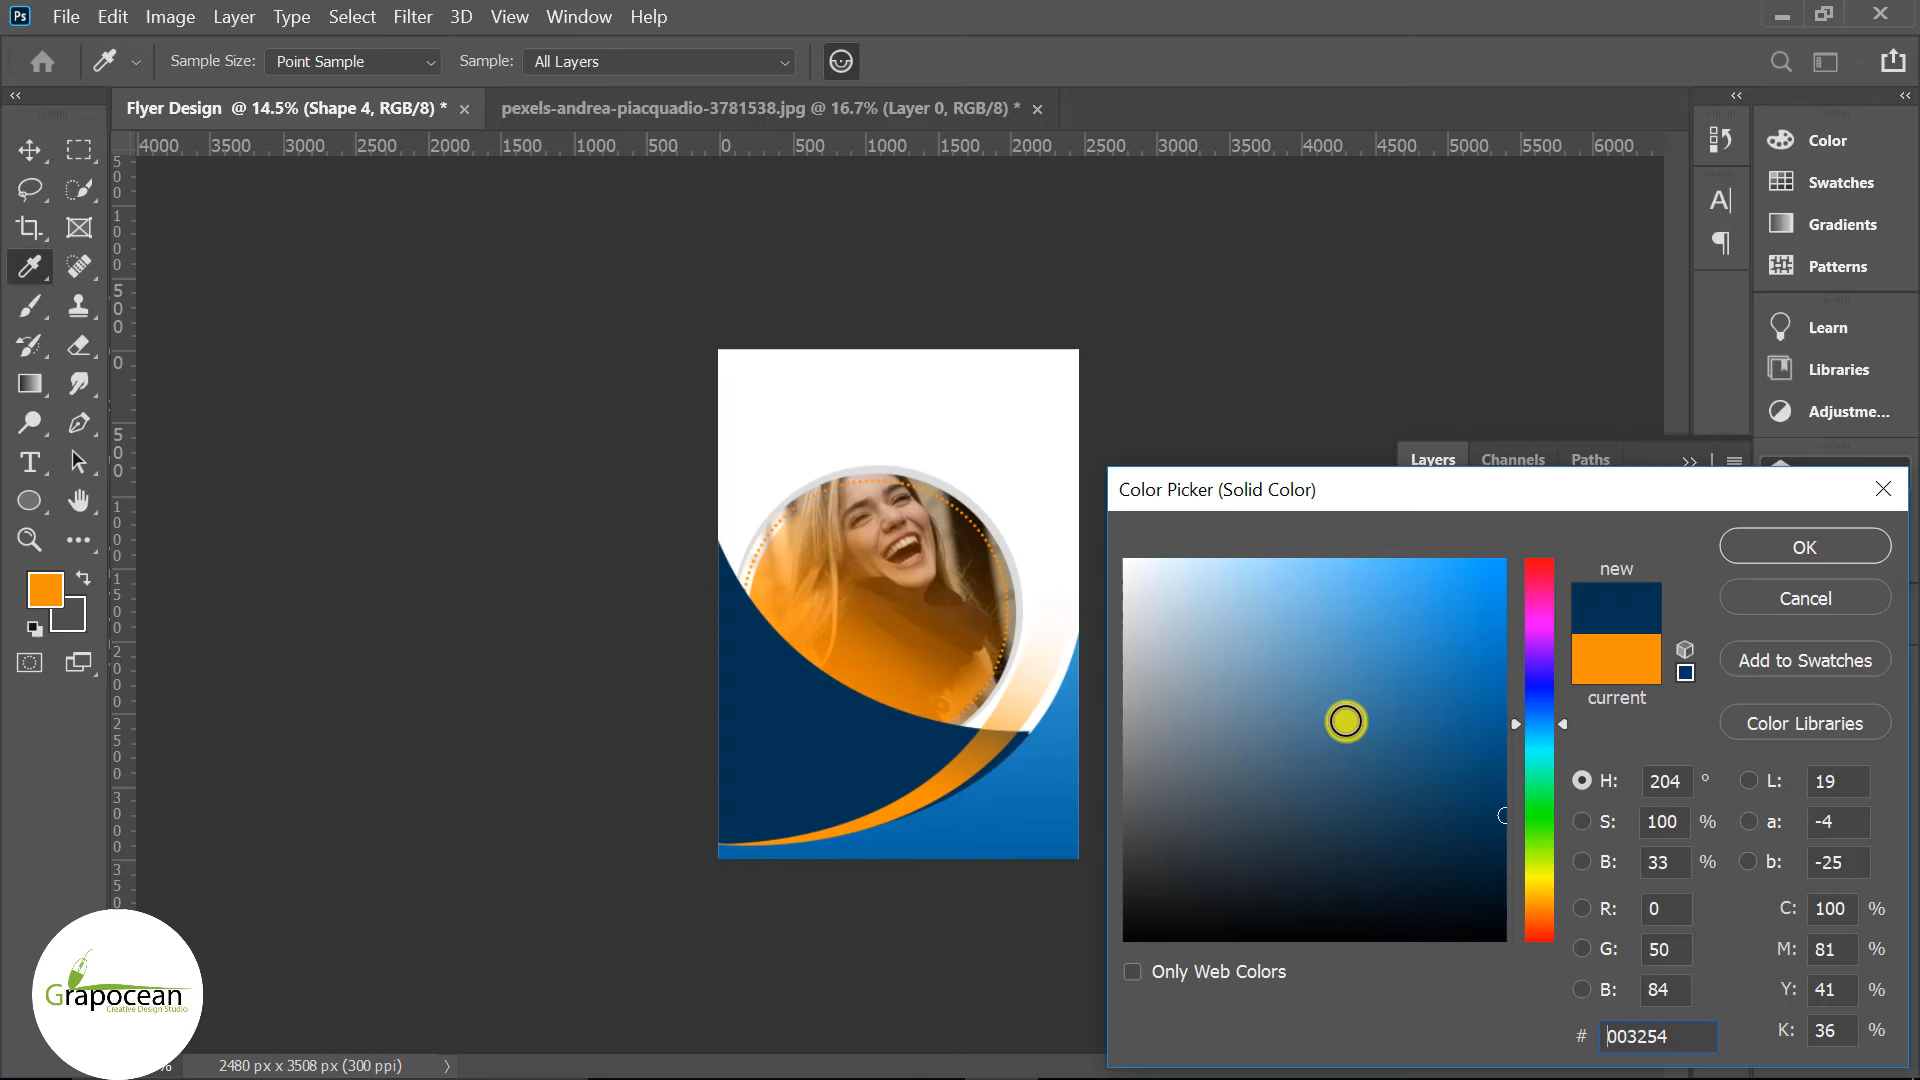 Ps File Edit Image Layer Type Select Filter 3D View Window Help
Sample Size: Point Sample Sample: All Layers
Flyer Design @ 14.5% (Shape 4, RGB/8) * ×
pexels-andrea-piacquadio-3781538.jpg @ 16.7% (Layer 0, RGB/8) * ×
4000 3500 3000 2500 2000 1500 1000 500 0 500 1000 1500 2000 2500 3000 3500 4000 4500 5000 5500 6000
Color
Swatches
Gradients
Patterns
Learn
Libraries
Adjustme...
Layers Channels Paths
Color Picker (Solid Color)
new
current
OK
Cancel
Add to Swatches
Color Libraries
H: 204 ° L: 19
S: 100 % a: -4
B: 33 % b: -25
R: 0 C: 100 %
G: 50 M: 81 %
B: 84 Y: 41 %
# 003254 K: 36 %
Only Web Colors
Grapocean
Creative Design Studio
% 2480 px x 3508 px (300 ppi)